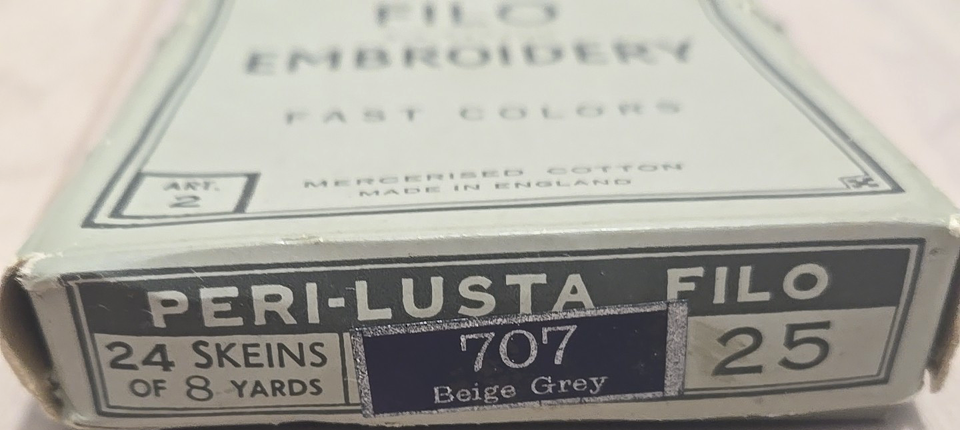 FILO
EMBROIDERY
FAST COLORS
MERCERISED COTTON
MADE IN ENGLAND
ART.
2
PERI-LUSTA FILO
24 SKEINS
OF 8 YARDS
707
Beige Grey
25